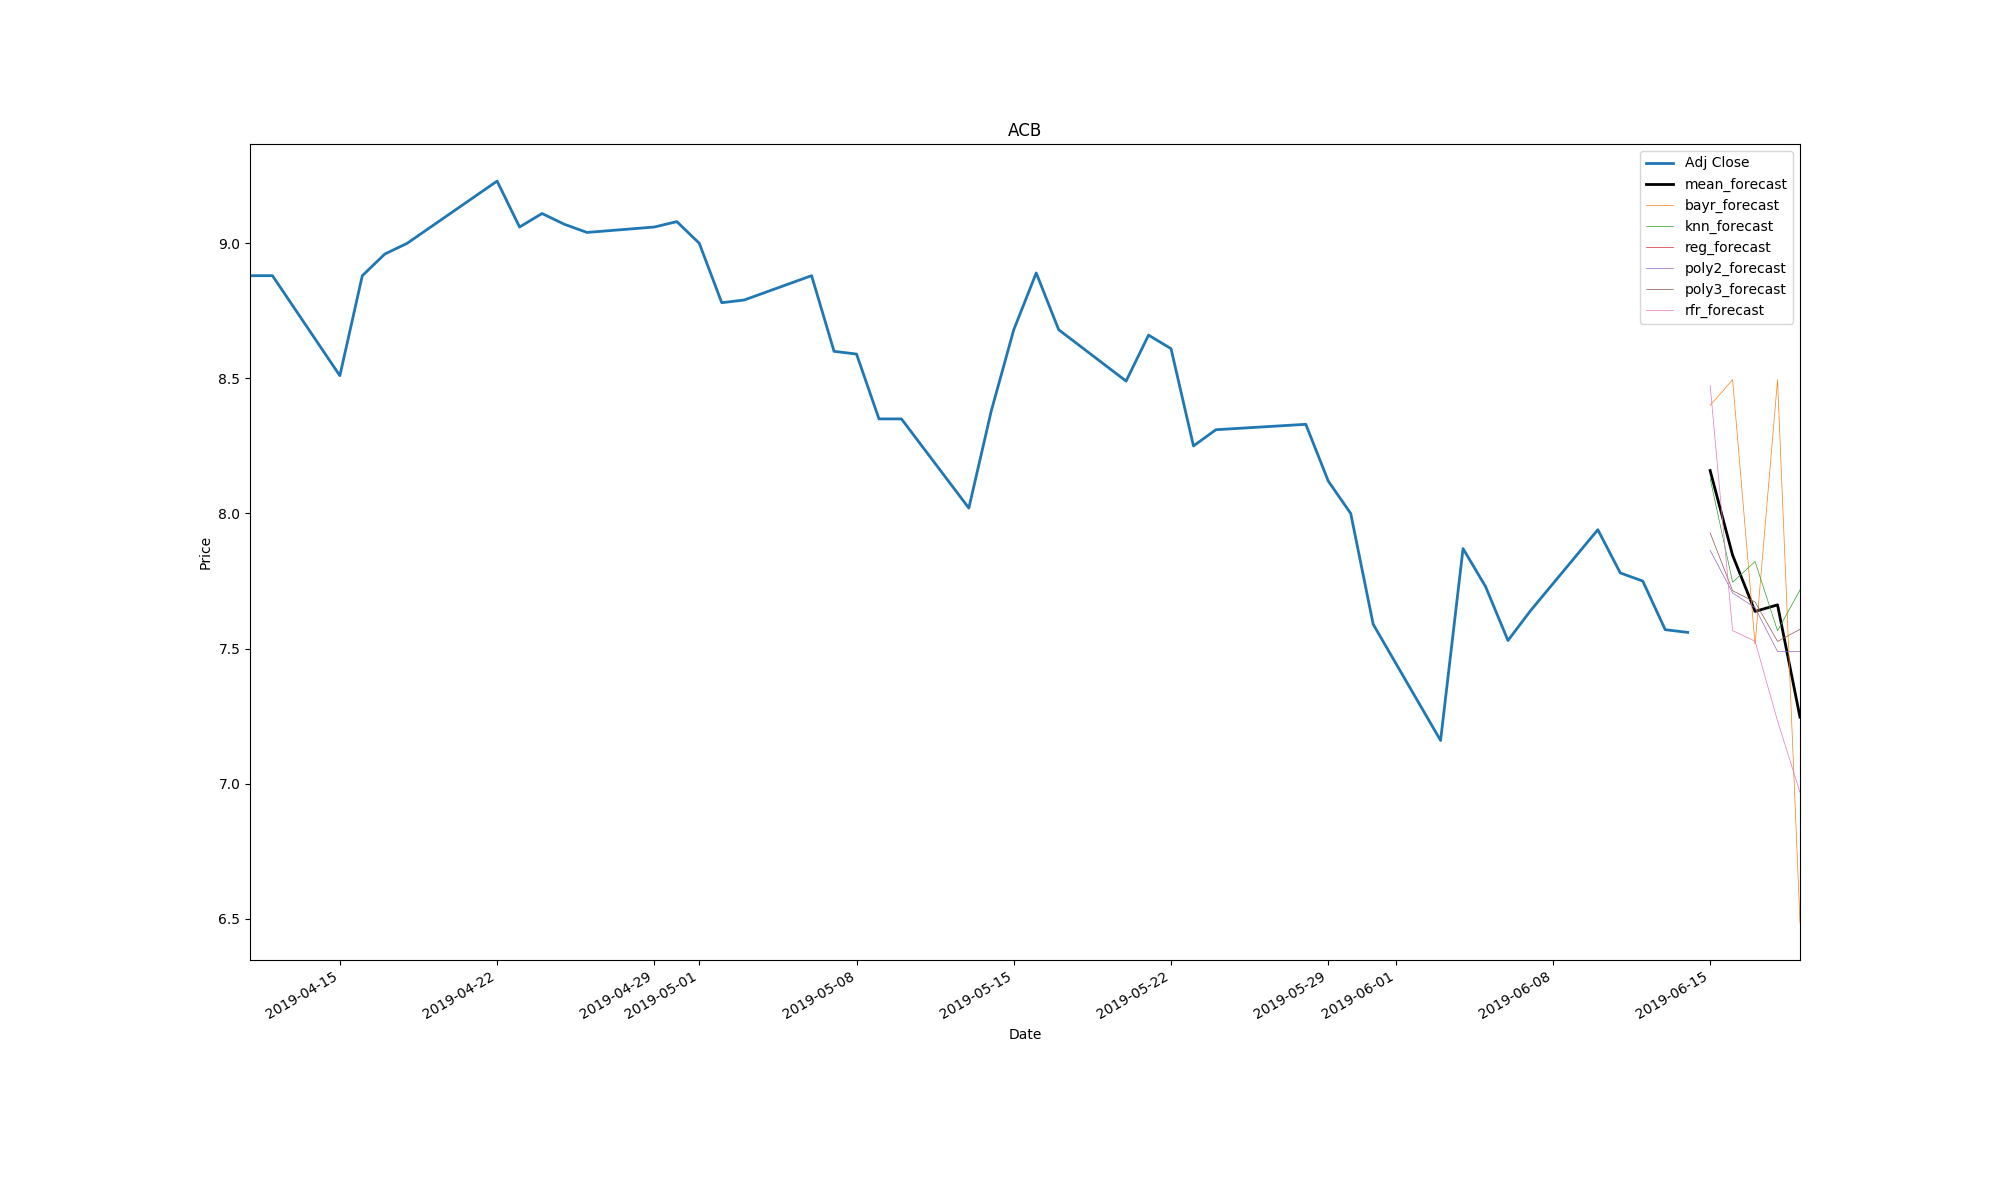 ACB
Adj Close
mean_forecast
bayr_forecast
knn_forecast
reg_forecast
poly2_forecast
poly3_forecast
rfr_forecast
9.0
8.5
8.0
7.5
7.0
6.5
Price
2019-04-15
2019-04-22
2019-04-29
2019-05-01
2019-05-08
2019-05-15
2019-05-22
2019-05-29
2019-06-01
2019-06-08
2019-06-15
Date